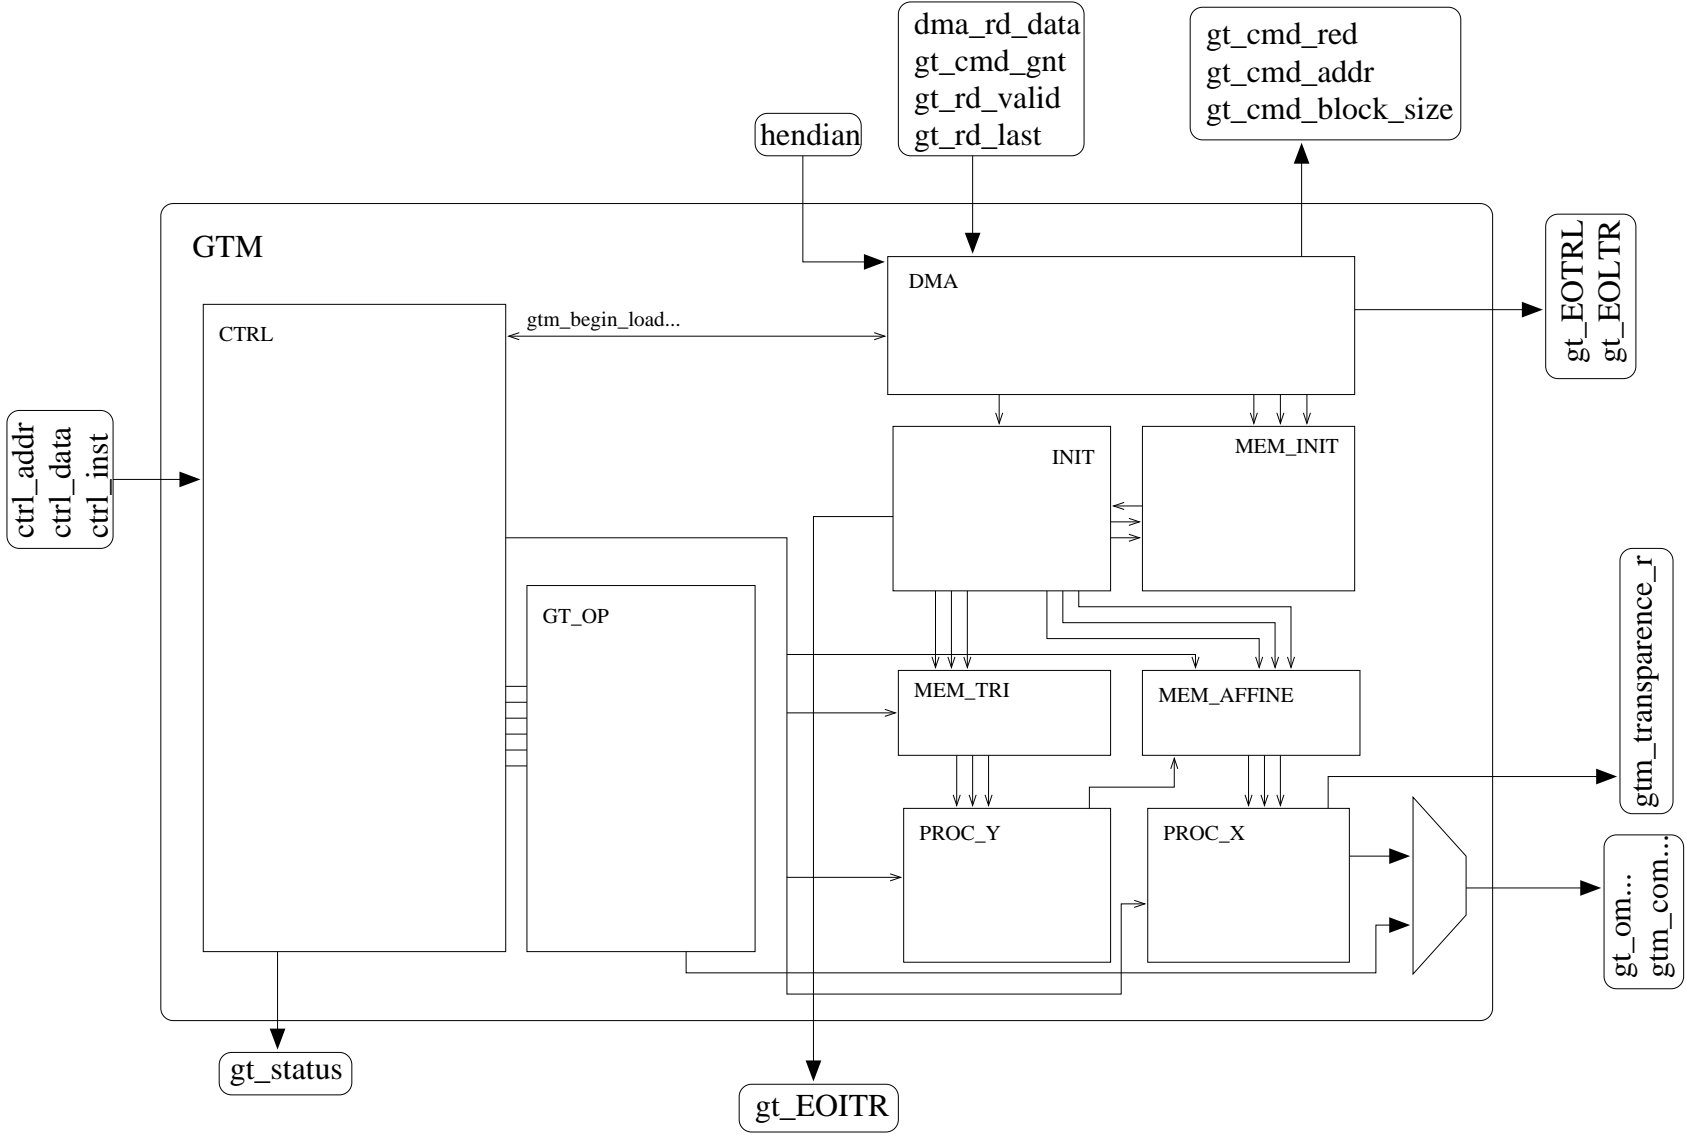 dma_rd_data
gt_cmd_gnt
gt_rd_valid
gt_rd_last
gt_cmd_red
gt_cmd_addr
gt_cmd_block_size
hendian
GTM
gt_EOTRL
gt_EOLTR
DMA
gtm_begin_load...
CTRL
ctrl_addr
ctrl_data
ctrl_inst
INIT
MEM_INIT
GT_OP
MEM_TRI
MEM_AFFINE
gtm_transparence_r
PROC_Y
PROC_X
gt_om...
gtm_com...
gt_status
gt_EOITR